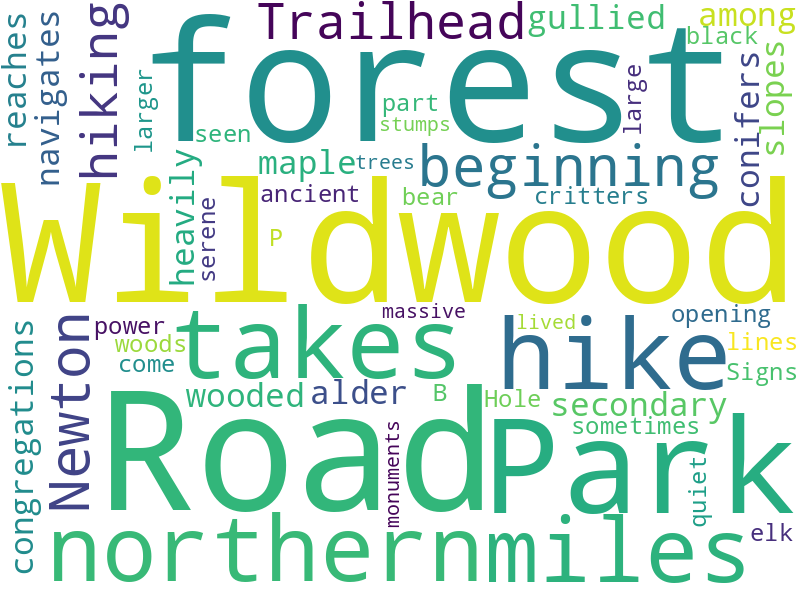 Trailhead
gullied
among
reaches
navigates
hiking
larger
forest
black
large
conifers
slopes
seen
part
stumps
maple
trees
beginning
heavily
serene
ancient
bear
critters
Wildwood
P
congregations
Newton
power
woods
come
takes
massive
lived
hike
opening
lines
Signs
wooded
alder
B
Hole
secondary
sometimes
Road
monuments
Park
quiet
northern
miles
elk